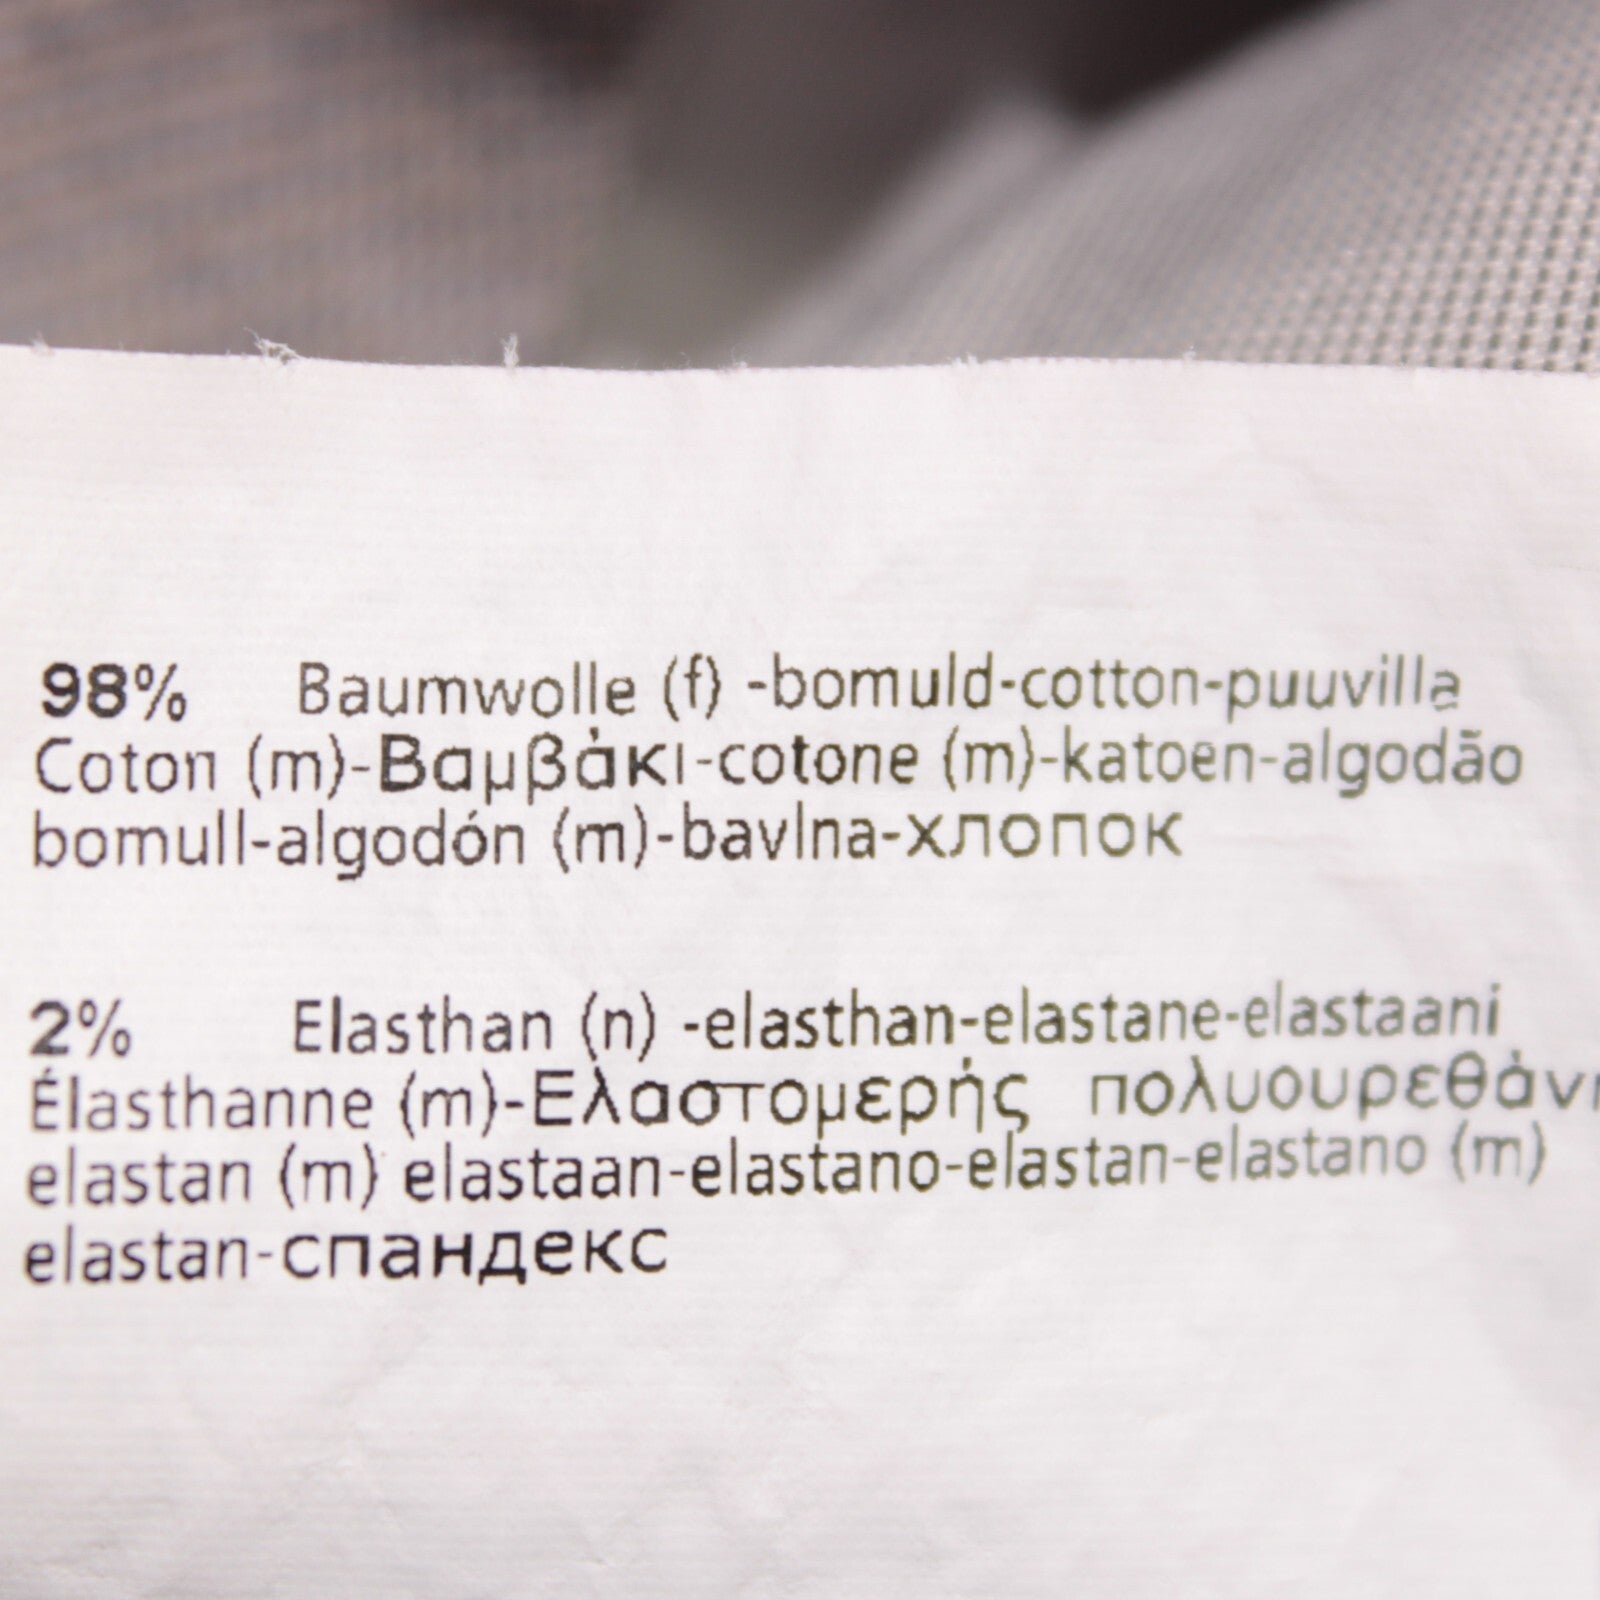 98% Baumwolle (f) -bomuld-cotton-puuvilla
Coton (m)-Βαμβάκι-cotone (m)-katoen-algodão
bomull-algodón (m)-bavlna-хлопок
2% Elasthan (n) -elasthan-elastane-elastaani
Élasthanne (m)-Ελαστομερής
elastan (m) elastaan-elastano-elastan-elastano (m)
elastan-спандекс